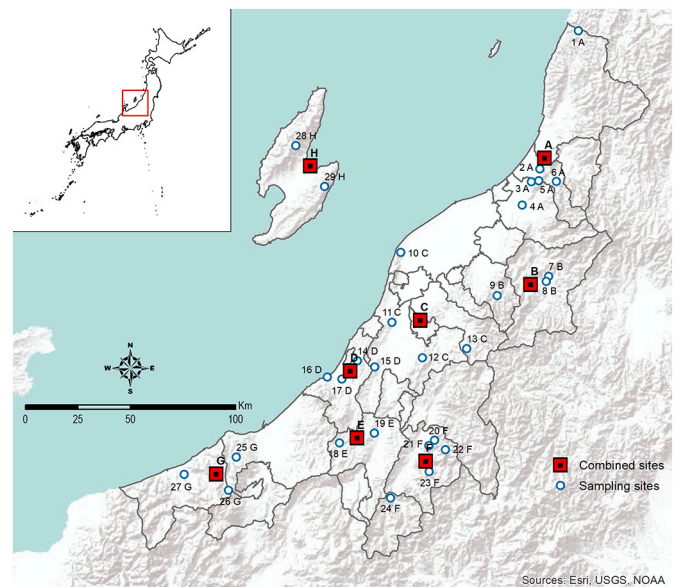 1 A
A
2 A
6 A
3 A
5 A
4 A
28 H
H
29 H
10 C
B
7 B
8 B
9 B
11 C
C
13 C
12 C
14 D
D
15 D
16 D
17 D
N
W E
S
Km
0 25 50 100
E
19 E
18 E
20 F
21 F
F
22 F
23 F
24 F
25 G
G
27 G
26 G
Combined sites
Sampling sites
Sources: Esri, USGS, NOAA